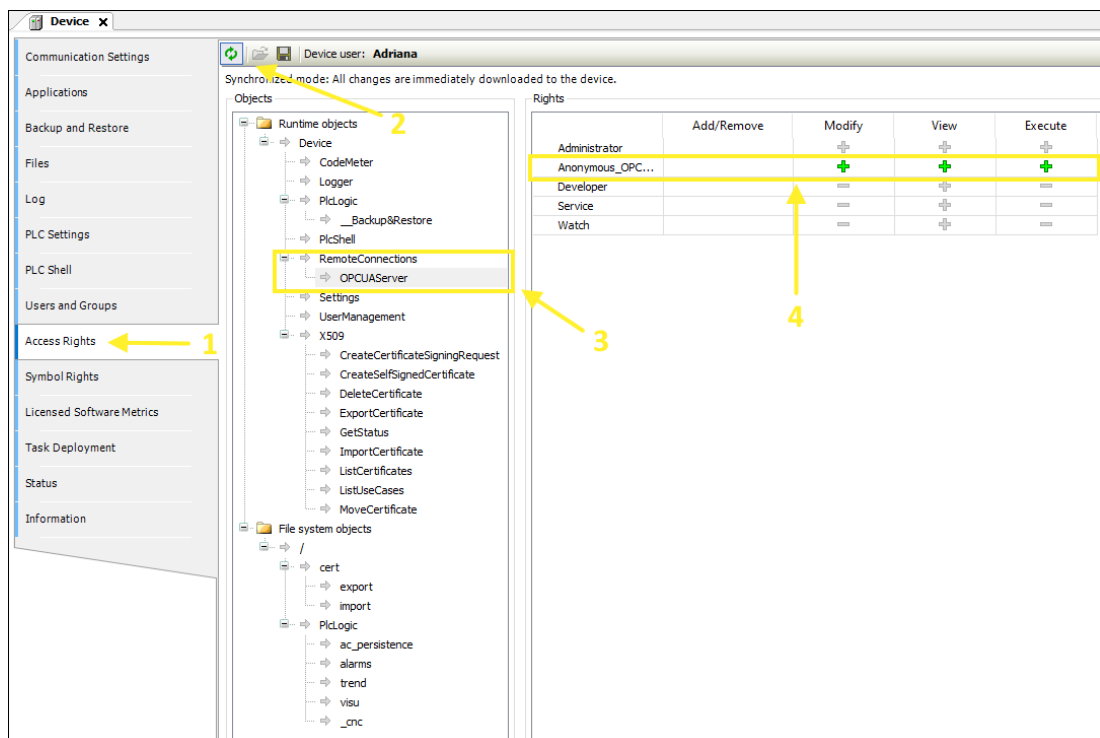 Device
Communication Settings
Applications
Backup and Restore
Files
Log
PLC Settings
PLC Shell
Users and Groups
Access Rights
Symbol Rights
Licensed Software Metrics
Task Deployment
Status
Information
Device user: Adriana
Synchronized mode: All changes are immediately downloaded to the device.
Objects
Runtime objects
Device
CodeMeter
Logger
PlcLogic
__Backup&Restore
PlcShell
RemoteConnections
OPCUAServer
Settings
UserManagement
X509
CreateCertificateSigningRequest
CreateSelfSignedCertificate
DeleteCertificate
ExportCertificate
GetStatus
ImportCertificate
ListCertificates
ListUseCases
MoveCertificate
File system objects
/
cert
export
import
PlcLogic
ac_persistence
alarms
trend
visu
_cnc
Rights
Add/Remove Modify View Execute
Administrator
Anonymous_OPC...
Developer
Service
Watch
1
2
3
4